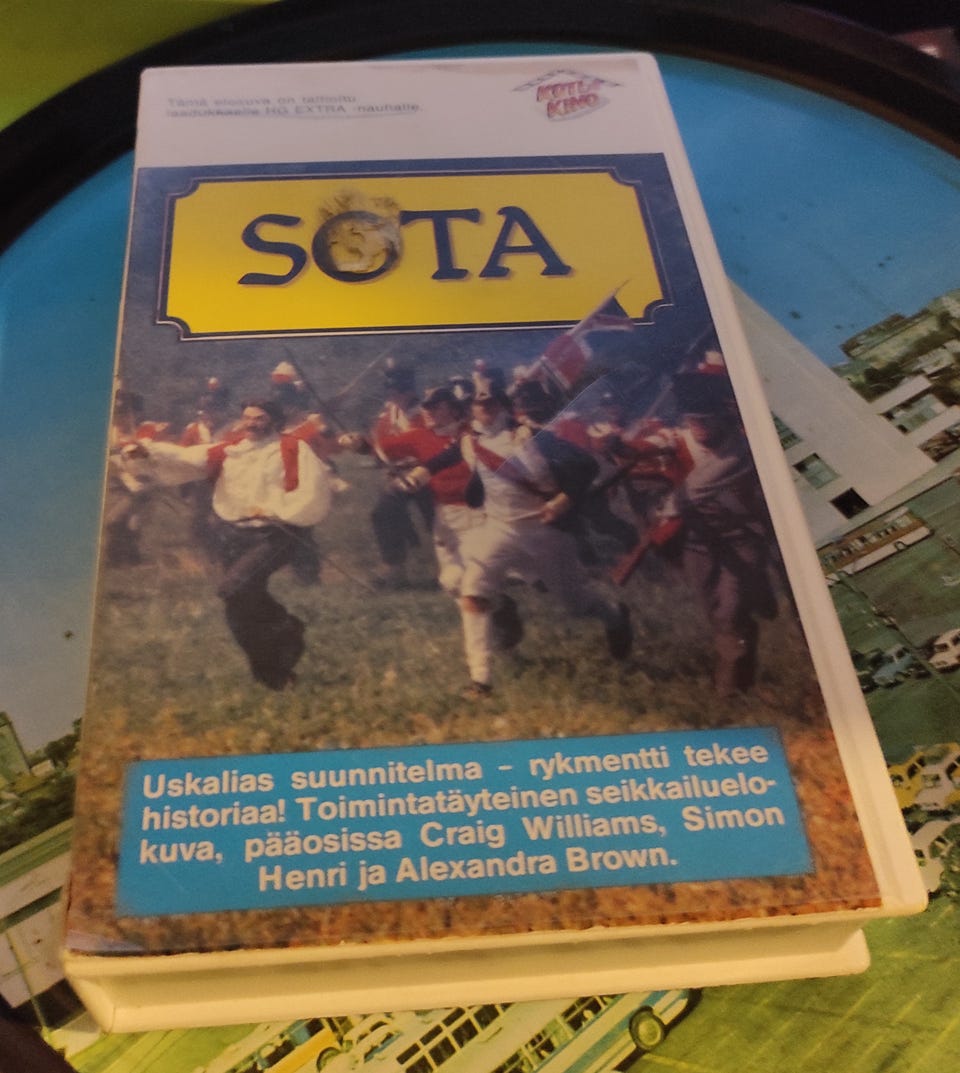 Tämä elokuva on taltioitu
laadukkaalle HG EXTRA -nauhalle.
KOTI
KINO
SOTA
Uskalias suunnitelma – rykmentti tekee
historiaa! Toimintatäyteinen seikkailuelo-
kuva, pääosissa Craig Williams, Simon
Henri ja Alexandra Brown.